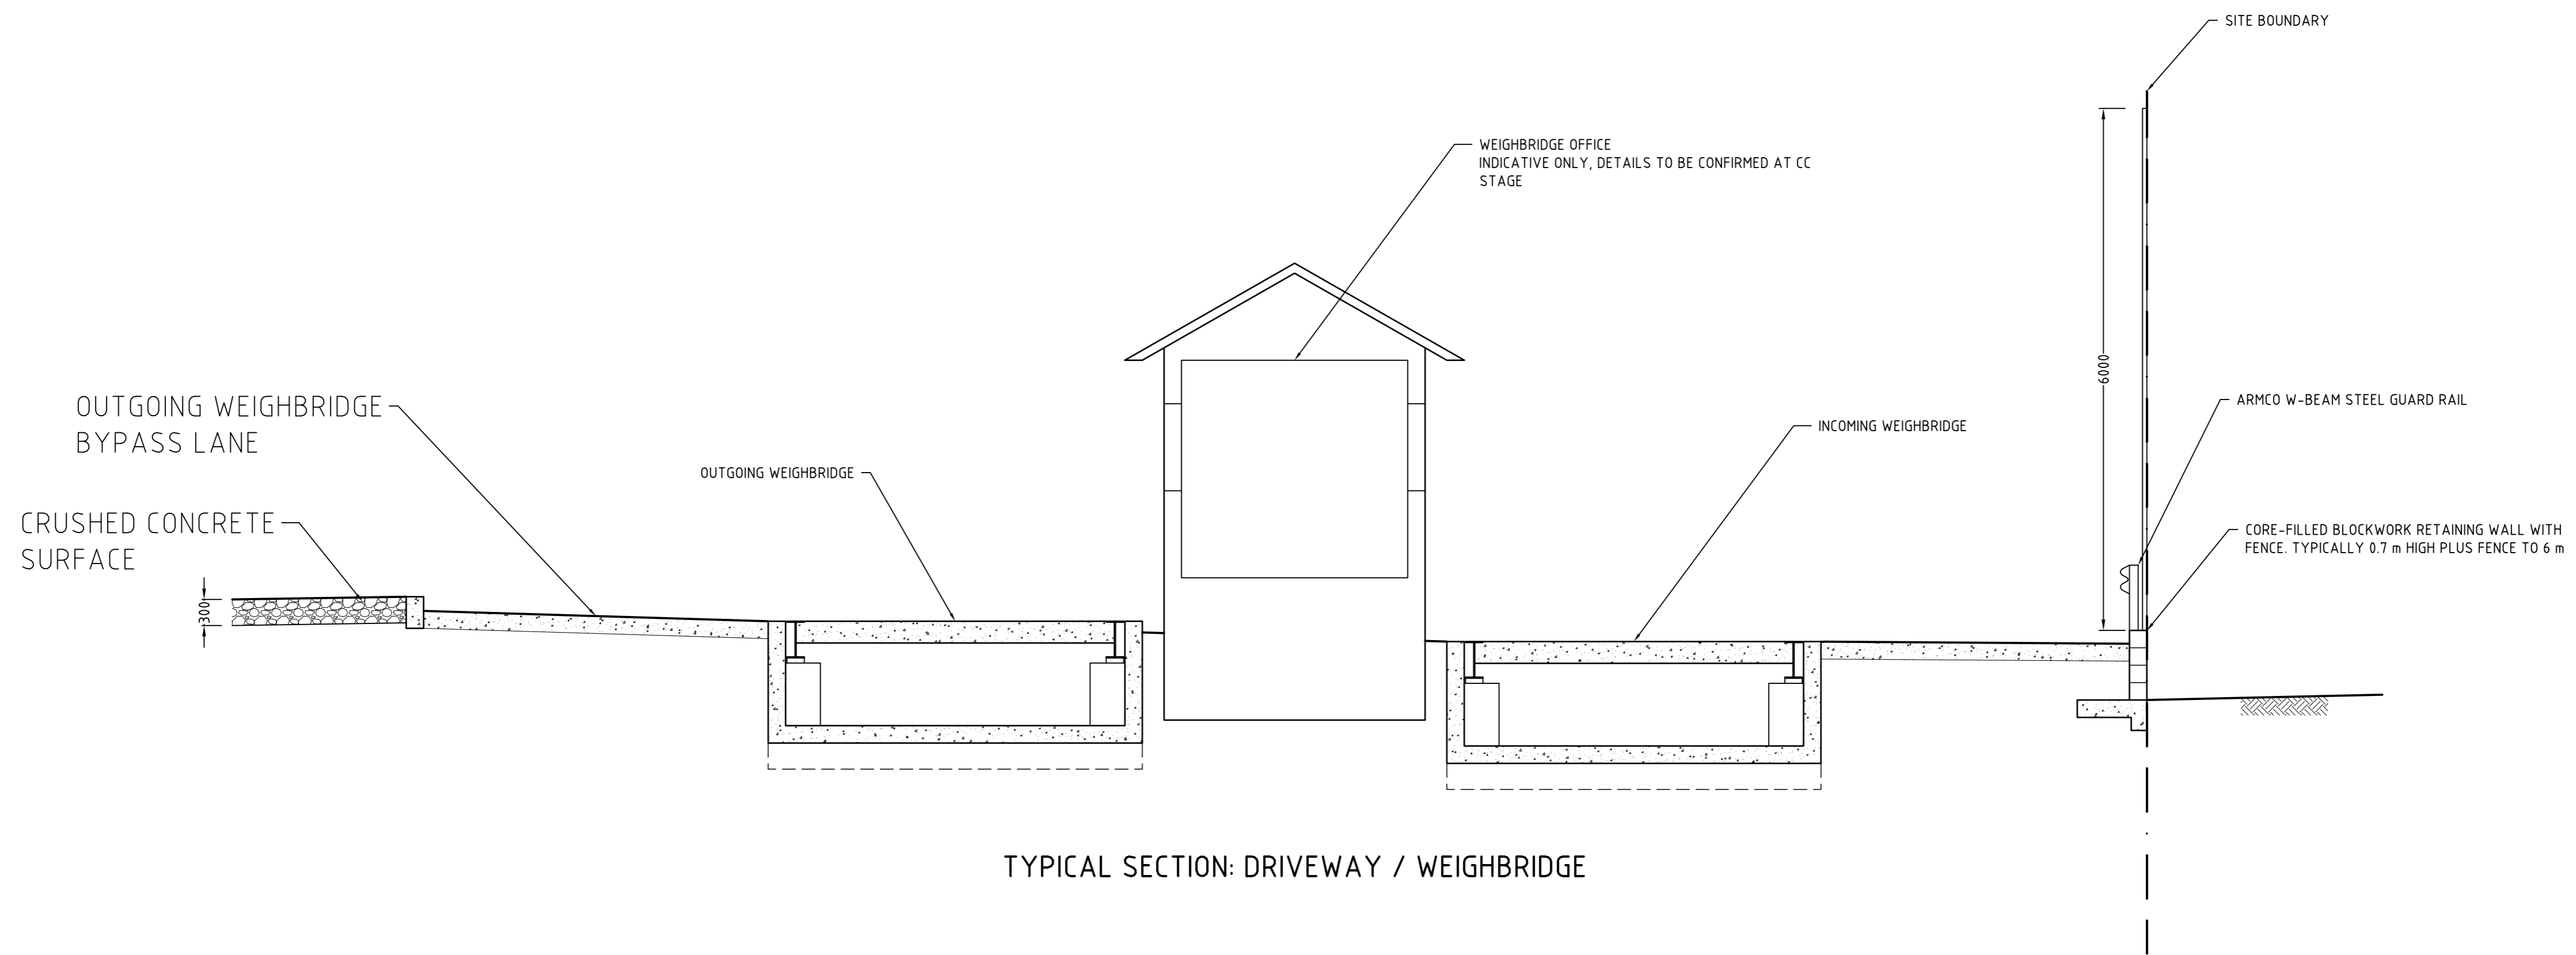 SITE BOUNDARY
WEIGHBRIDGE OFFICE
INDICATIVE ONLY, DETAILS TO BE CONFIRMED AT CC
STAGE
6000
ARMCO W-BEAM STEEL GUARD RAIL
OUTGOING WEIGHBRIDGE
BYPASS LANE
INCOMING WEIGHBRIDGE
OUTGOING WEIGHBRIDGE
CRUSHED CONCRETE
SURFACE
CORE-FILLED BLOCKWORK RETAINING WALL WITH
FENCE. TYPICALLY 0.7 m HIGH PLUS FENCE TO 6 m
300
TYPICAL SECTION: DRIVEWAY / WEIGHBRIDGE